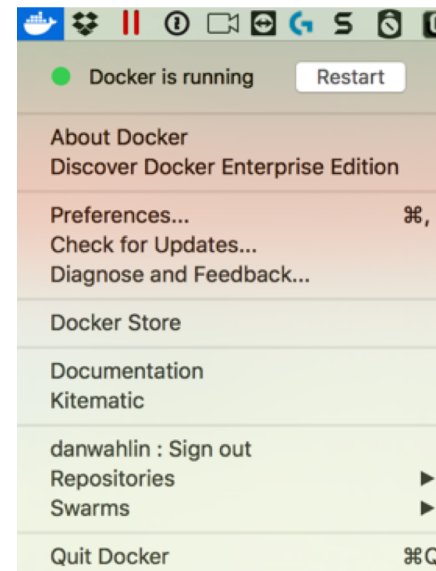 Docker is running Restart
About Docker
Discover Docker Enterprise Edition
Preferences... ⌘,
Check for Updates...
Diagnose and Feedback...
Docker Store
Documentation
Kitematic
danwahlin : Sign out
Repositories
Swarms
Quit Docker ⌘Q